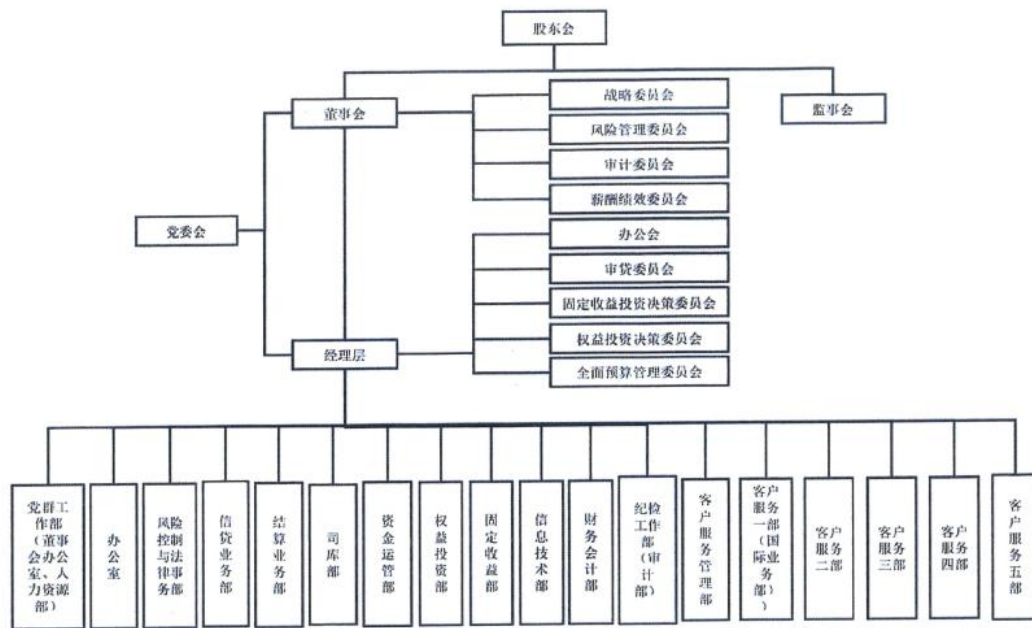 股东会
董事会
监事会
战略委员会
风险管理委员会
审计委员会
薪酬绩效委员会
党委会
办公会
审贷委员会
固定收益投资决策委员会
权益投资决策委员会
经理层
全面预算管理委员会
党群工
作部
（董事
会办公
室、人
力资源
部）
办
公
室
风险
控制
与法
律事
务部
信
贷
业
务
部
结
算
业
务
部
司
库
部
资
金
运
管
部
权
益
投
资
部
固
定
收
益
部
信
息
技
术
部
财
务
会
计
部
纪检
工作
部（
审计
部）
客
户
服
务
管
理
部
客户
服务
一部
（国
际业
务部
））
客户
服务
二部
客户
服务
三部
客户
服务
四部
客
户
服
务
五
部